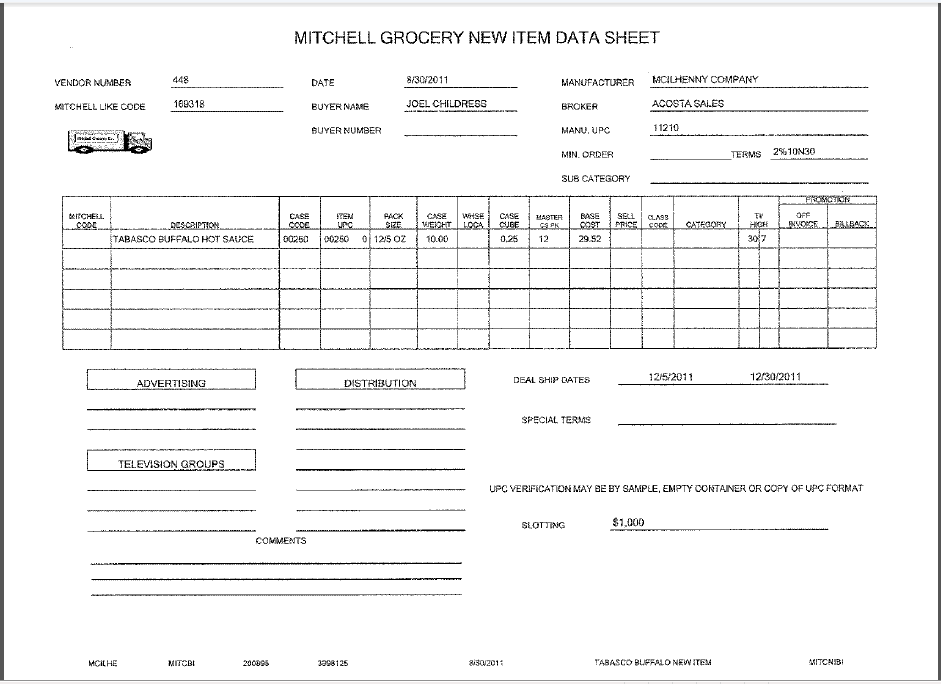 MITCHELL GROCERY NEW ITEM DATA SHEET
VENDOR NUMBER 448 DATE 8/30/2011 MANUFACTURER MCILHENNY COMPANY
MITCHELL LIKE CODE 169318 BUYER NAME JOEL CHILDRESS BROKER ACOSTA SALES
BUYER NUMBER MANU. UPC 11210
MIN. ORDER TERMS 2%10N30
SUB CATEGORY
PROMOTION
MITCHELL CODE DESCRIPTION CASE CODE ITEM UPC PACK SIZE CASE WEIGHT WHSE LOCA CASE CUBE MASTER CS PK BASE COST SELL PRICE CLASS CODE CATEGORY TI/ HIGH OFF INVOICE BILLBACK
TABASCO BUFFALO HOT SAUCE 00250 00250 0 12/5 OZ 10.00 0.25 12 29.52 30 7
ADVERTISING DISTRIBUTION DEAL SHIP DATES 12/5/2011 12/30/2011
SPECIAL TERMS
TELEVISION GROUPS
UPC VERIFICATION MAY BE BY SAMPLE, EMPTY CONTAINER OR COPY OF UPC FORMAT
SLOTTING $1,000
COMMENTS
MCILHE MITCBI 200896 3998125 8/30/2011 TABASCO BUFFALO NEW ITEM MITCNIBI